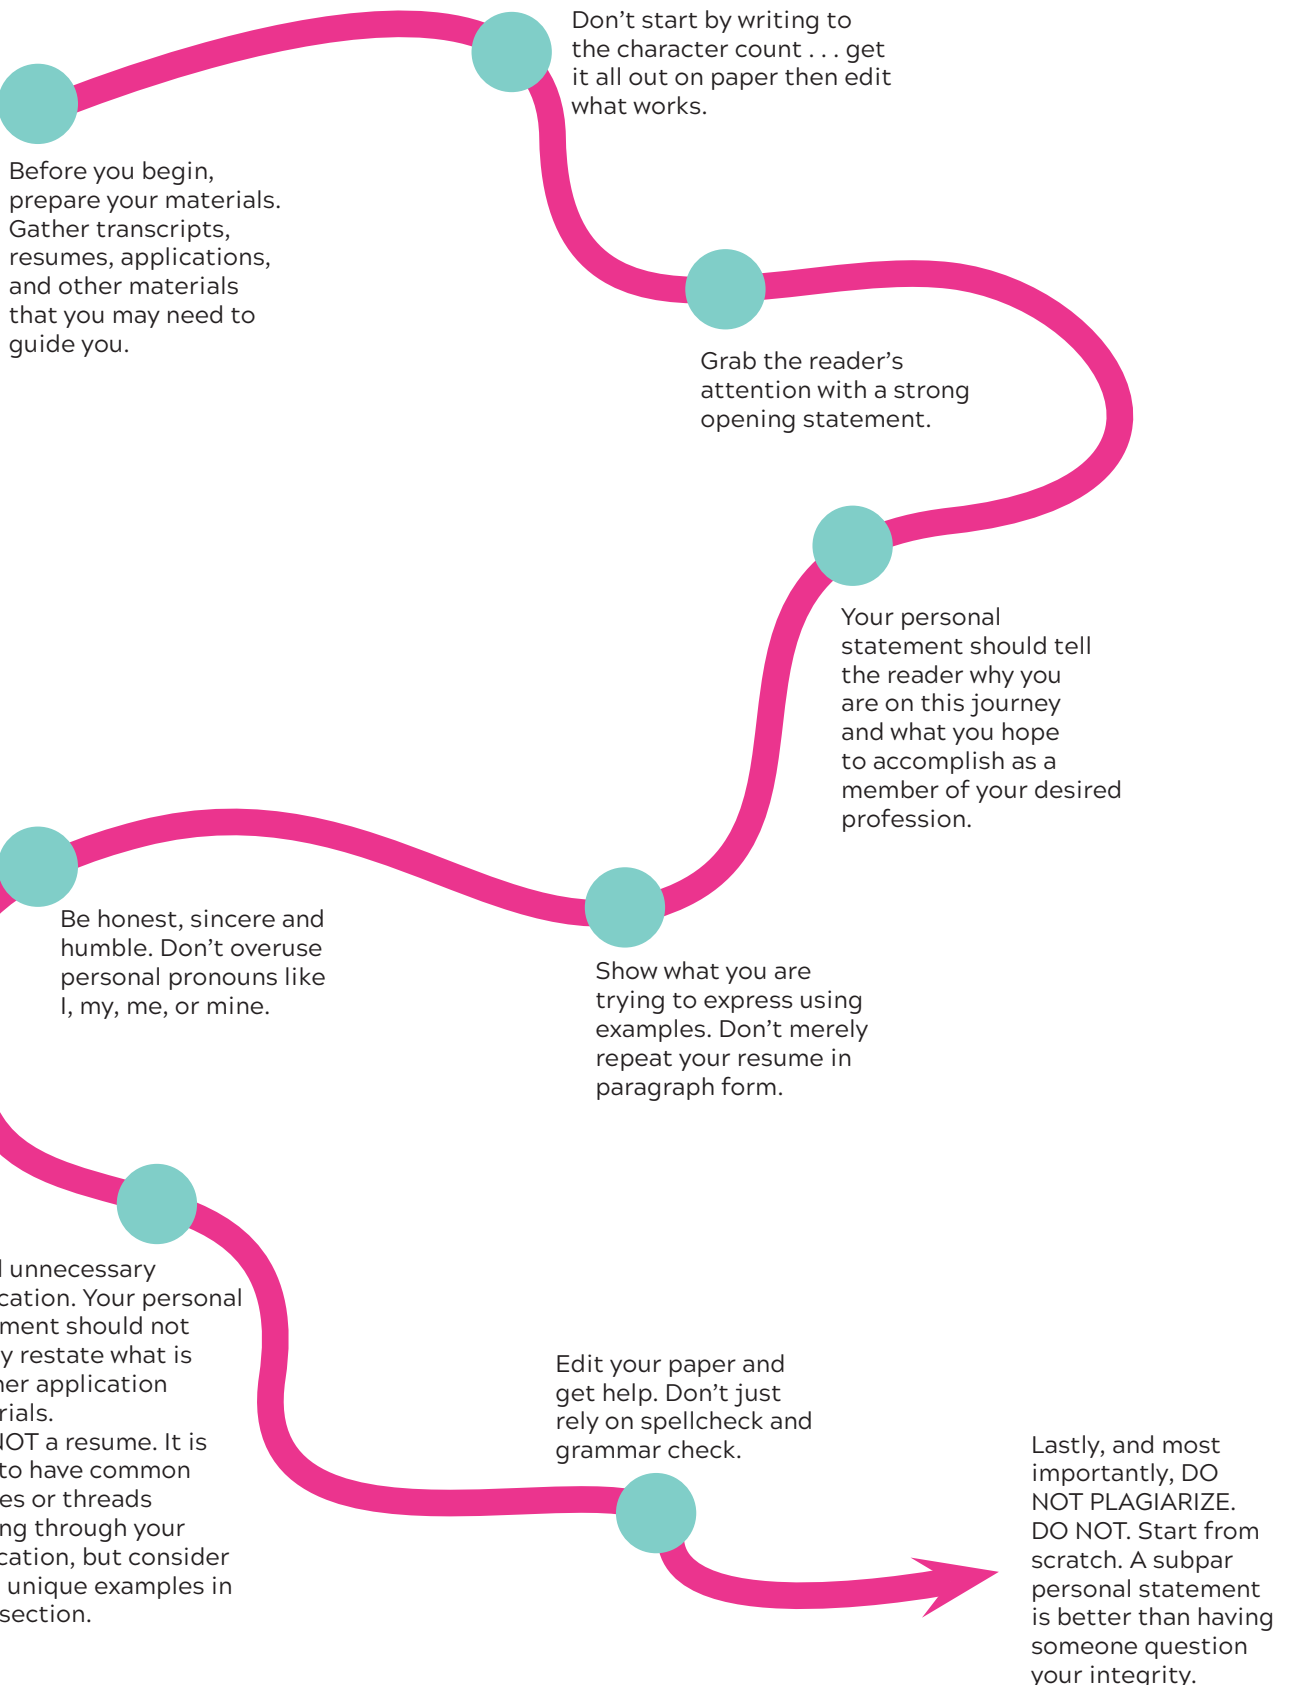 Before you begin,
prepare your materials.
Gather transcripts,
resumes, applications,
and other materials
that you may need to
guide you.
Don’t start by writing to
the character count . . . get
it all out on paper then edit
what works.
Grab the reader’s
attention with a strong
opening statement.
Your personal
statement should tell
the reader why you
are on this journey
and what you hope
to accomplish as a
member of your desired
profession.
Show what you are
trying to express using
examples. Don’t merely
repeat your resume in
paragraph form.
Be honest, sincere and
humble. Don’t overuse
personal pronouns like
I, my, me, or mine.
unnecessary
cation. Your personal
ment should not
y restate what is
er application
rials.
NOT a resume. It is
to have common
es or threads
ng through your
cation, but consider
unique examples in
section.
Edit your paper and
get help. Don’t just
rely on spellcheck and
grammar check.
Lastly, and most
importantly, DO
NOT PLAGIARIZE.
DO NOT. Start from
scratch. A subpar
personal statement
is better than having
someone question
your integrity.